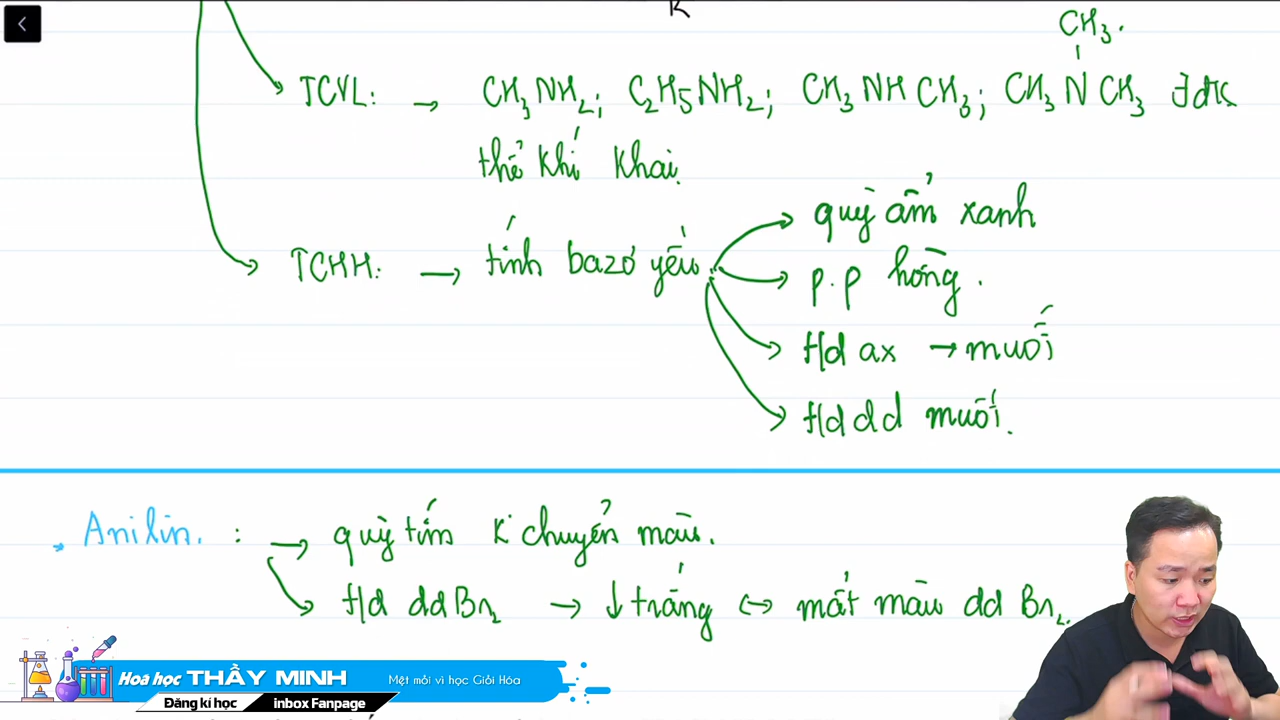 CH₃.
TCVL: → CH₃NH₂; C₂H₅NH₂; CH₃NHCH₃; CH₃NCH₃ ∃ đk
thể khí khai.
quỳ ẩm xanh
TCHH: → tính bazơ yếu
p.p hồng.
t/d ax → muối
t/d dd muối.
* Anilin. : → quỳ tím K chuyển màu.
t/d dd Br₂ → ↓ trắng ↔ mất màu dd Br₂.
Hoá học THẦY MINH
Mệt mỏi vì học Giỏi Hóa
Đăng kí học inbox Fanpage